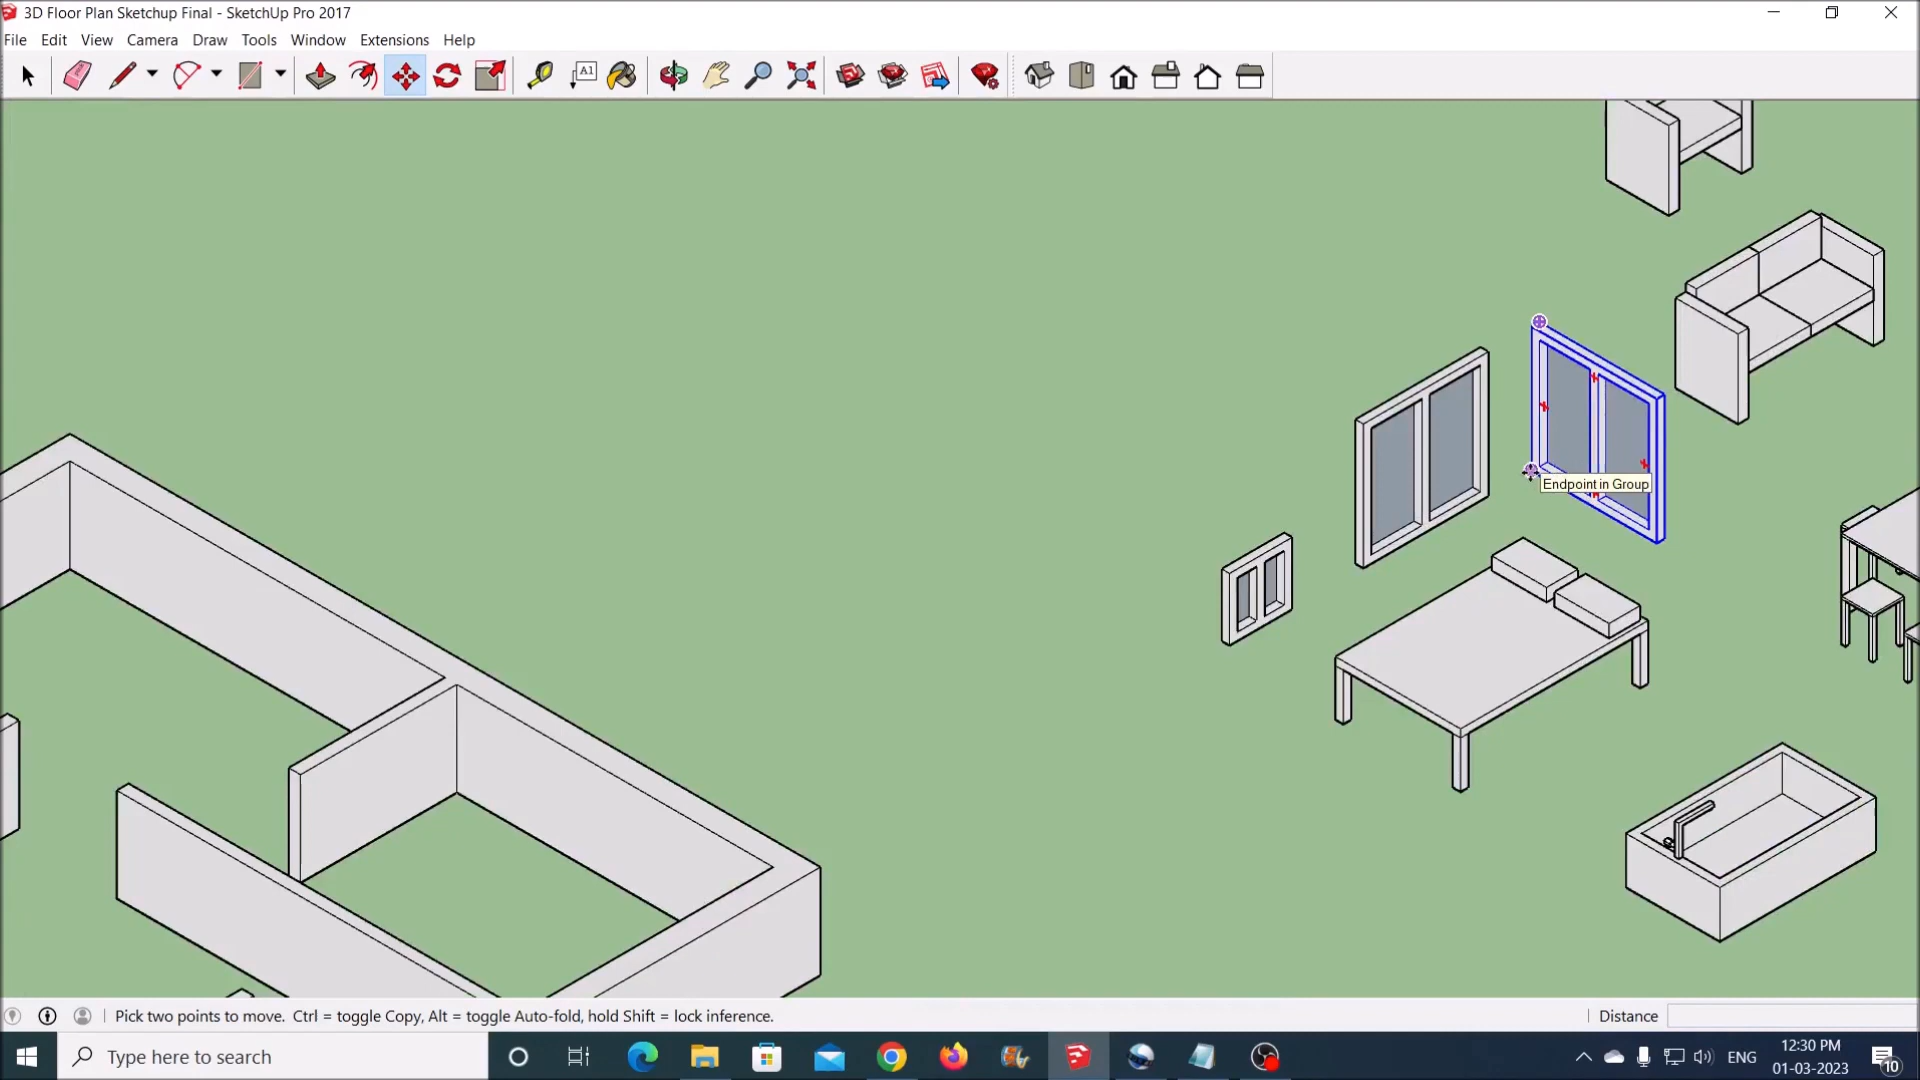 3D Floor Plan Sketchup Final - SketchUp Pro 2017
File Edit View Camera Draw Tools Window Extensions Help
A1
Endpoint in Group
Pick two points to move. Ctrl = toggle Copy, Alt = toggle Auto-fold, hold Shift = lock inference.
Distance
Type here to search
ENG
12:30 PM
01-03-2023
10